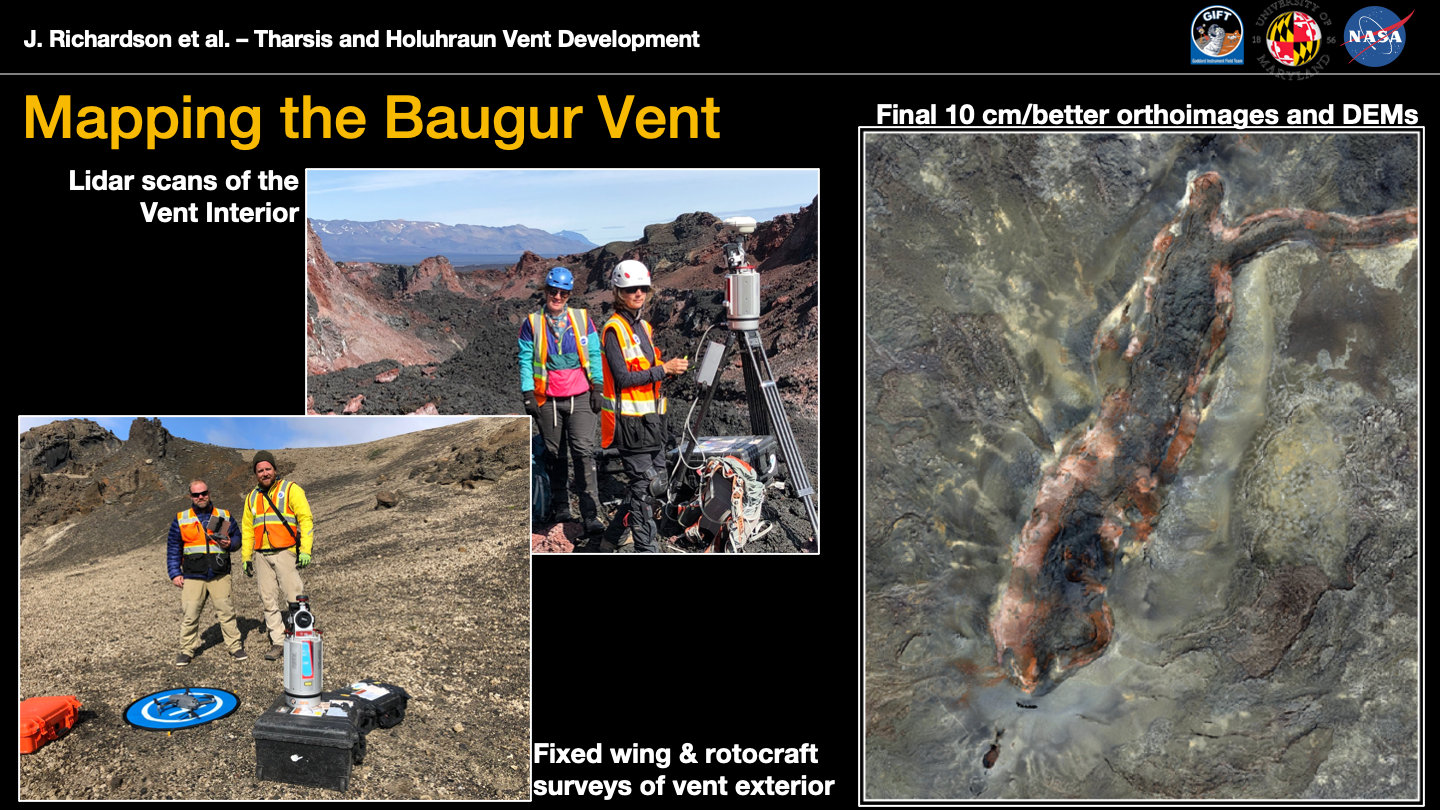 J. Richardson et al. – Tharsis and Holuhraun Vent Development
GIFT
Goddard Instrument Field Team
UNIVERSITY OF
18 56
MARYLAND
NASA
Mapping the Baugur Vent
Final 10 cm/better orthoimages and DEMs
Lidar scans of the
Vent Interior
Fixed wing & rotocraft
surveys of vent exterior